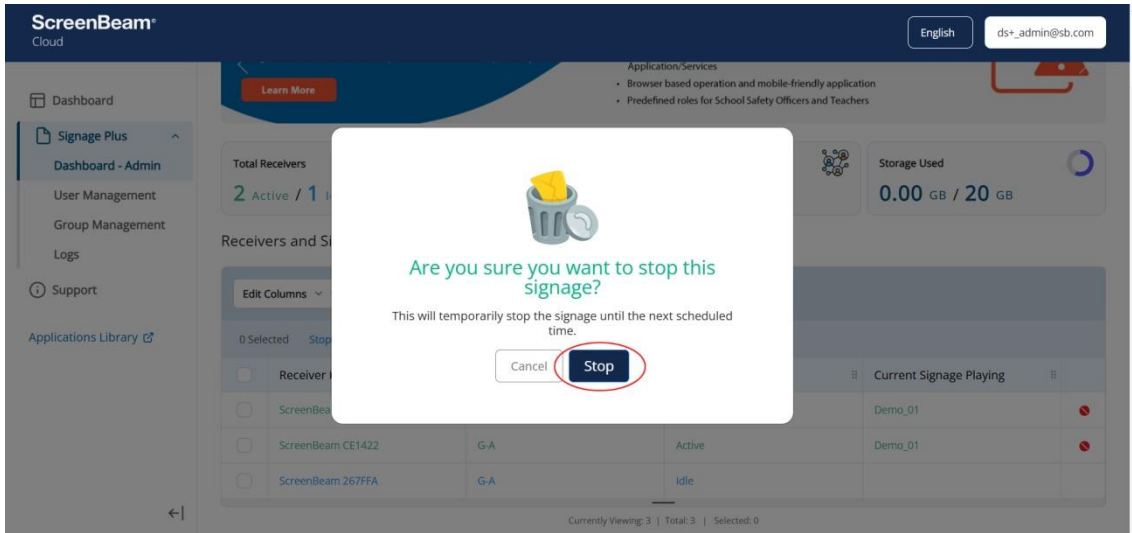 ScreenBeam®
Cloud
English
ds+_admin@sb.com
Learn More
Application/Services
• Browser based operation and mobile-friendly application
• Predefined roles for School Safety Officers and Teachers
Dashboard
Signage Plus
Dashboard - Admin
User Management
Group Management
Logs
Support
Applications Library
Total Receivers
2 Active / 1
Storage Used
0.00 GB / 20 GB
Receivers and Si
Are you sure you want to stop this
signage?
This will temporarily stop the signage until the next scheduled
time.
Cancel
Stop
Edit Columns
0 Selected Stop
Receiver
Current Signage Playing
ScreenBea
Demo_01
ScreenBeam CE1422 G-A Active Demo_01
ScreenBeam 267FFA G-A Idle
Currently Viewing: 3 | Total: 3 | Selected: 0